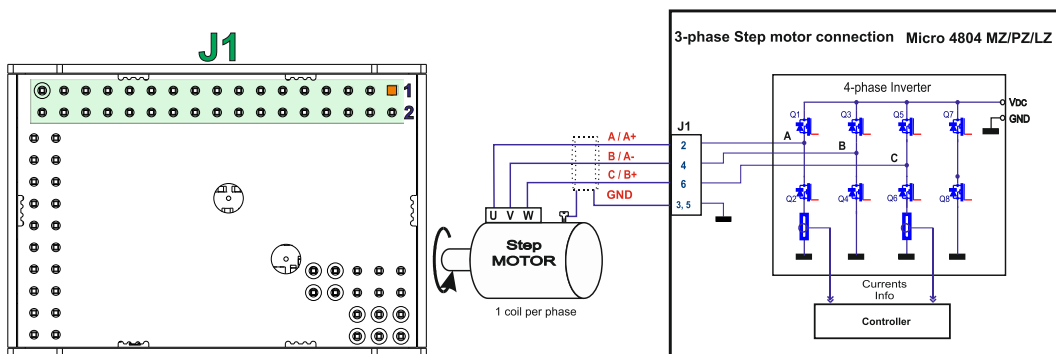 J1
1
2
3-phase Step motor connection Micro 4804 MZ/PZ/LZ
4-phase Inverter
VDC
GND
Q1
Q3
Q5
Q7
J1
A / A+
2
A
B / A-
4
B
C / B+
6
C
GND
3, 5
Q2
Q4
Q6
Q8
U V W
Step
MOTOR
1 coil per phase
Currents
Info
Controller